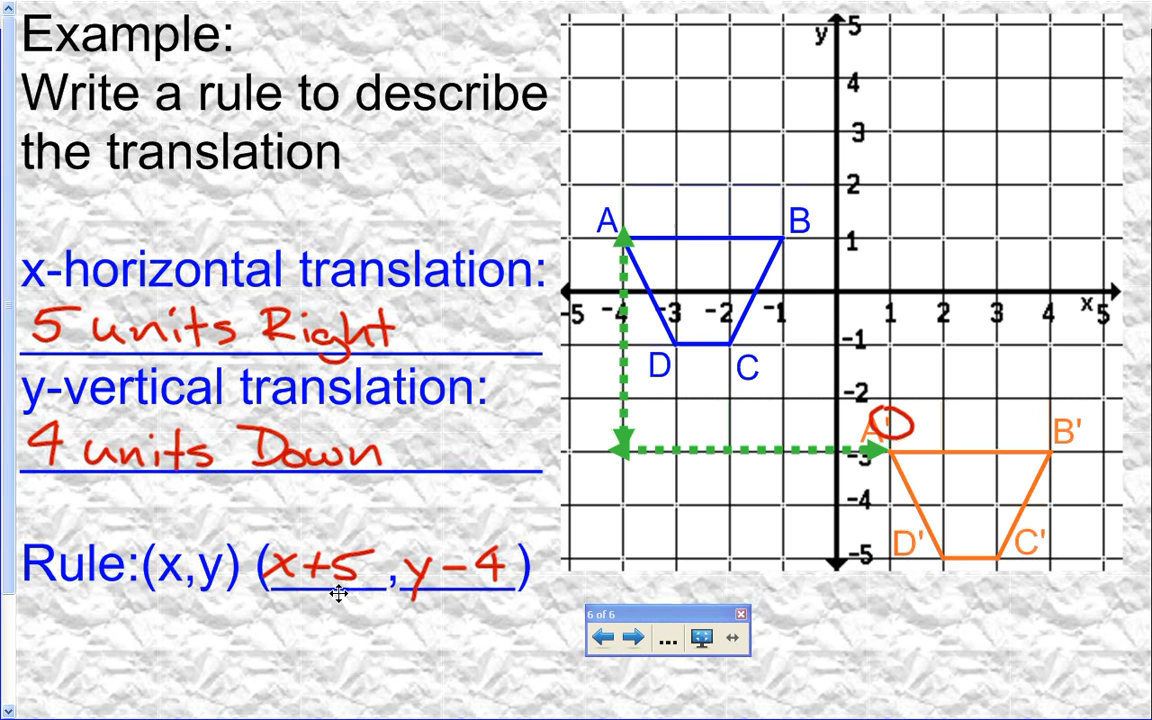 Example:
Write a rule to describe
the translation
x-horizontal translation:
5 units Right
y-vertical translation:
4 units Down
Rule:(x,y) (x+5,y-4)
y
5
4
3
2
A
B
1
-5 -4 -3 -2 -1 1 2 3 4 x 5
-1
D
C
-2
A'
B'
-3
-4
D'
C'
-5
6 of 6
...